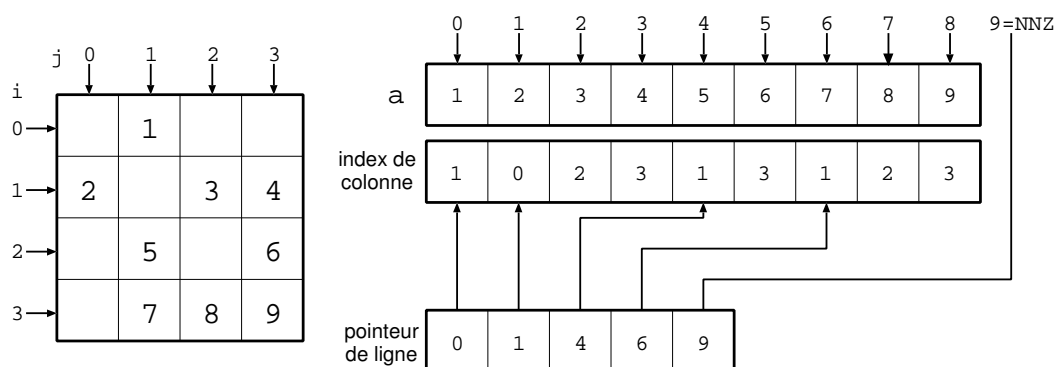 j 0 1 2 3
i
0 1
1 2 3 4
2 5 6
3 7 8 9
0 1 2 3 4 5 6 7 8 9=NNZ
a 1 2 3 4 5 6 7 8 9
index de
colonne
1 0 2 3 1 3 1 2 3
pointeur
de ligne
0 1 4 6 9